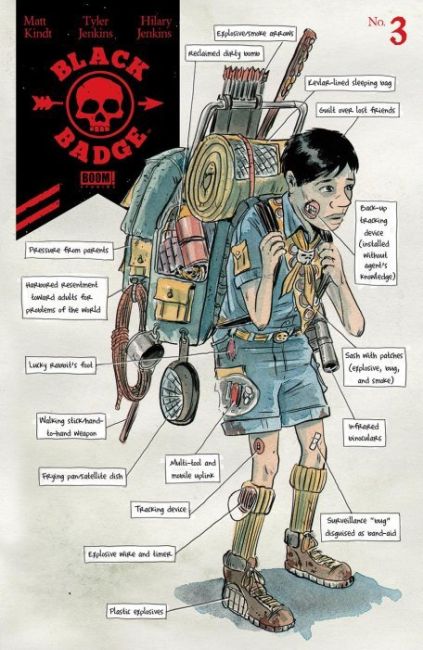 Matt Kindt
Tyler Jenkins
Hilary Jenkins
No. 3
BLACK
BADGE
BOOM!
STUDIOS
Explosive/smoke arrows
Reclaimed dirty bomb
Kevlar-lined sleeping bag
Guilt over lost friends
Back-up
tracking
device
(installed
without
agent's
knowledge)
Pressure from parents
Harbored resentment
toward adults for
problems of the world
Lucky Rabbit's foot
Sash with patches
(explosive, bug,
and smoke)
Walking stick/hand-
to-hand weapon
Infrared
binoculars
Frying pan/satellite dish
Multi-tool and
mobile uplink
Tracking device
Surveillance "bug"
disguised as band-aid
Explosive wire and timer
Plastic explosives